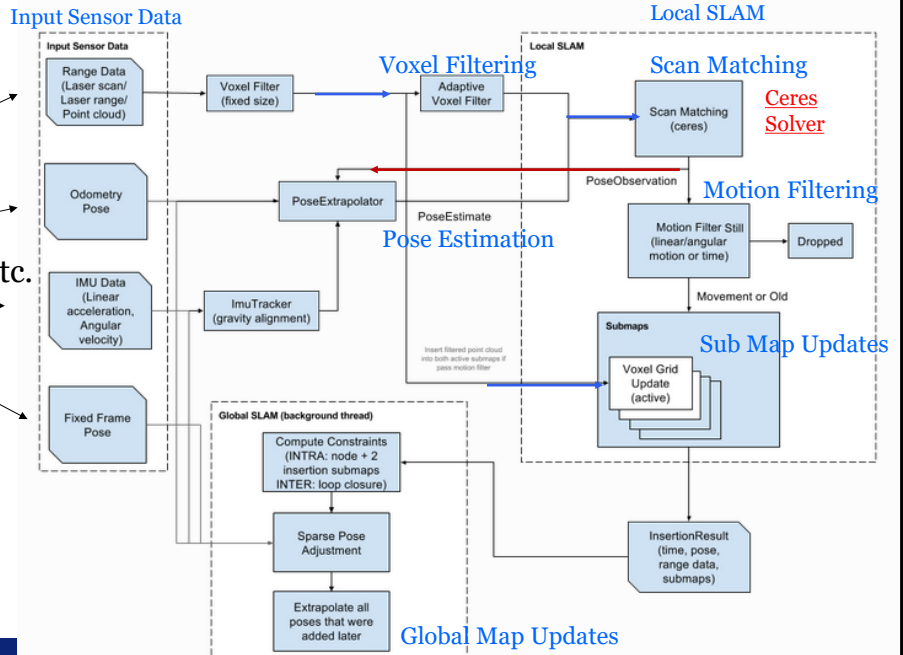 Input Sensor Data
Local SLAM
Input Sensor Data
Range Data
(Laser scan/
Laser range/
Point cloud)
Voxel Filter
(fixed size)
Voxel Filtering
Adaptive
Voxel Filter
Local SLAM
Scan Matching
Scan Matching
(ceres)
Ceres
Solver
Odometry
Pose
PoseExtrapolator
PoseObservation
PoseEstimate
Pose Estimation
Motion Filtering
Motion Filter Still
(linear/angular
motion or time)
Dropped
tc.
IMU Data
(Linear
acceleration,
Angular
velocity)
ImuTracker
(gravity alignment)
Movement or Old
Submaps
Sub Map Updates
Voxel Grid
Update
(active)
Insert filtered point cloud
into both active submaps if
pass motion filter
Fixed Frame
Pose
Global SLAM (background thread)
Compute Constraints
(INTRA: node + 2
insertion submaps
INTER: loop closure)
Sparse Pose
Adjustment
Extrapolate all
poses that were
added later
InsertionResult
(time, pose,
range data,
submaps)
Global Map Updates